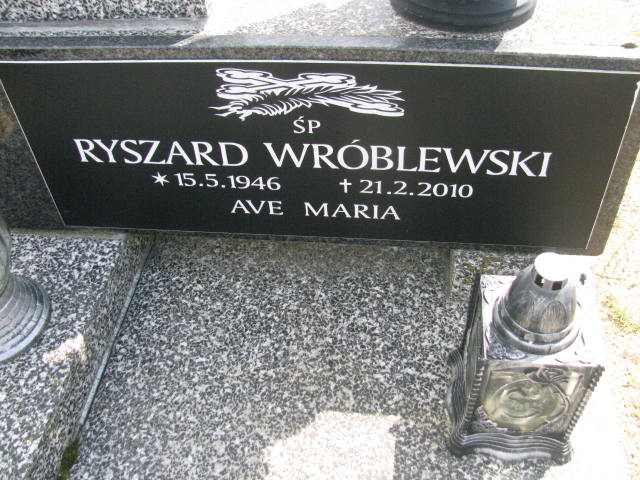 ŚP
RYSZARD WRÓBLEWSKI
✶ 15.5.1946 † 21.2.2010
AVE MARIA